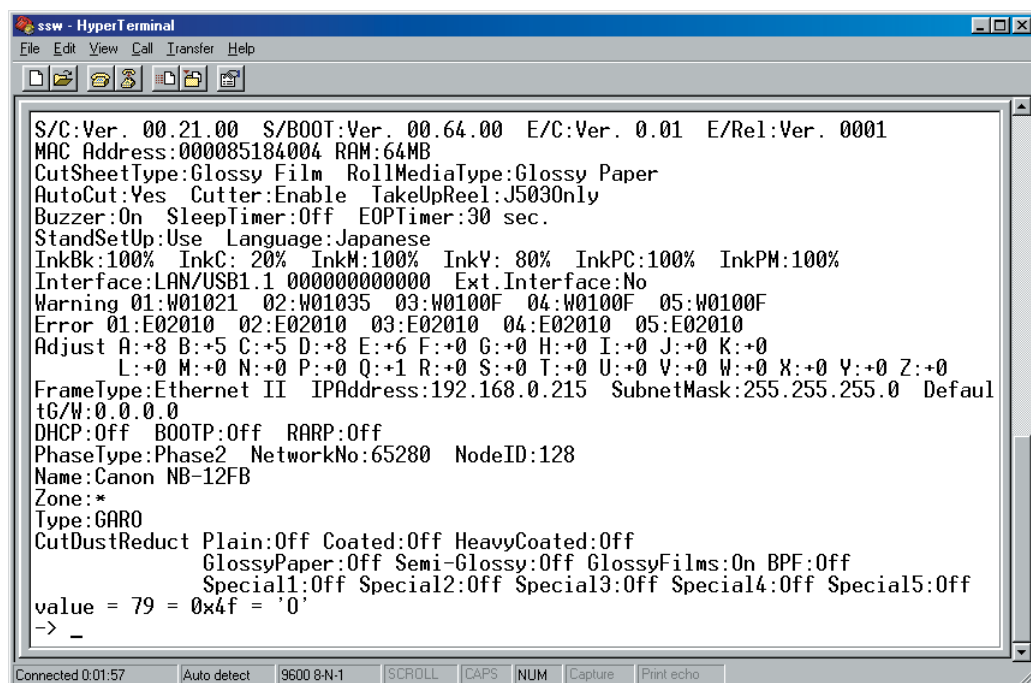 ssw - HyperTerminal
File Edit View Call Transfer Help
S/C:Ver. 00.21.00 S/BOOT:Ver. 00.64.00 E/C:Ver. 0.01 E/Rel:Ver. 0001
MAC Address:000085184004 RAM:64MB
CutSheetType:Glossy Film RollMediaType:Glossy Paper
AutoCut:Yes Cutter:Enable TakeUpReel:J503Only
Buzzer:On SleepTimer:Off EOPTimer:30 sec.
StandSetUp:Use Language:Japanese
InkBk:100% InkC: 20% InkM:100% InkY: 80% InkPC:100% InkPM:100%
Interface:LAN/USB1.1 000000000000 Ext.Interface:No
Warning 01:W01021 02:W01035 03:W0100F 04:W0100F 05:W0100F
Error 01:E02010 02:E02010 03:E02010 04:E02010 05:E02010
Adjust A:+8 B:+5 C:+5 D:+8 E:+6 F:+0 G:+0 H:+0 I:+0 J:+0 K:+0
L:+0 M:+0 N:+0 P:+0 Q:+1 R:+0 S:+0 T:+0 U:+0 V:+0 W:+0 X:+0 Y:+0 Z:+0
FrameType:Ethernet II IPAddress:192.168.0.215 SubnetMask:255.255.255.0 Defaul
tG/W:0.0.0.0
DHCP:Off BOOTP:Off RARP:Off
PhaseType:Phase2 NetworkNo:65280 NodeID:128
Name:Canon NB-12FB
Zone:*
Type:GARO
CutDustReduct Plain:Off Coated:Off HeavyCoated:Off
GlossyPaper:Off Semi-Glossy:Off GlossyFilms:On BPF:Off
Special1:Off Special2:Off Special3:Off Special4:Off Special5:Off
value = 79 = 0x4f = 'O'
-> _
Connected 0:01:57 Auto detect 9600 8-N-1 SCROLL CAPS NUM Capture Print echo